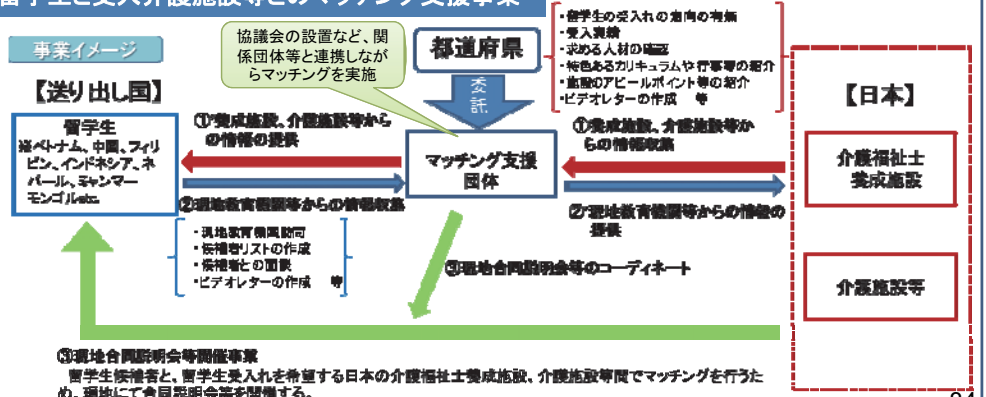 留学生と受入介護施設等とのマッチング支援事業
事業イメージ
協議会の設置など、関
係団体等と連携しなが
らマッチングを実施
都道府県
委
託
・留学生の受入れの意向の有無
・受入実績
・求める人材の確認
・特色あるカリキュラムや行事等の紹介
・施設のアピールポイント等の紹介
・ビデオレターの作成 等
【送り出し国】
留学生
※ベトナム、中国、フィリ
ピン、インドネシア、ネ
パール、ミャンマー
モンゴルetc.
①養成施設、介護施設等から
の情報の提供
②現地教育機関等からの情報収集
・現地教育機関訪問
・候補者リストの作成
・候補者との面談
・ビデオレターの作成 等
マッチング支援
団体
①養成施設、介護施設等か
らの情報収集
②現地教育機関等からの情報の
提供
③現地合同説明会等のコーディネート
【日本】
介護福祉士
養成施設
介護施設等
③現地合同説明会等開催事業
留学生候補者と、留学生受入れを希望する日本の介護福祉士養成施設、介護施設等間でマッチングを行うた
め、現地にて合同説明会等を開催する。